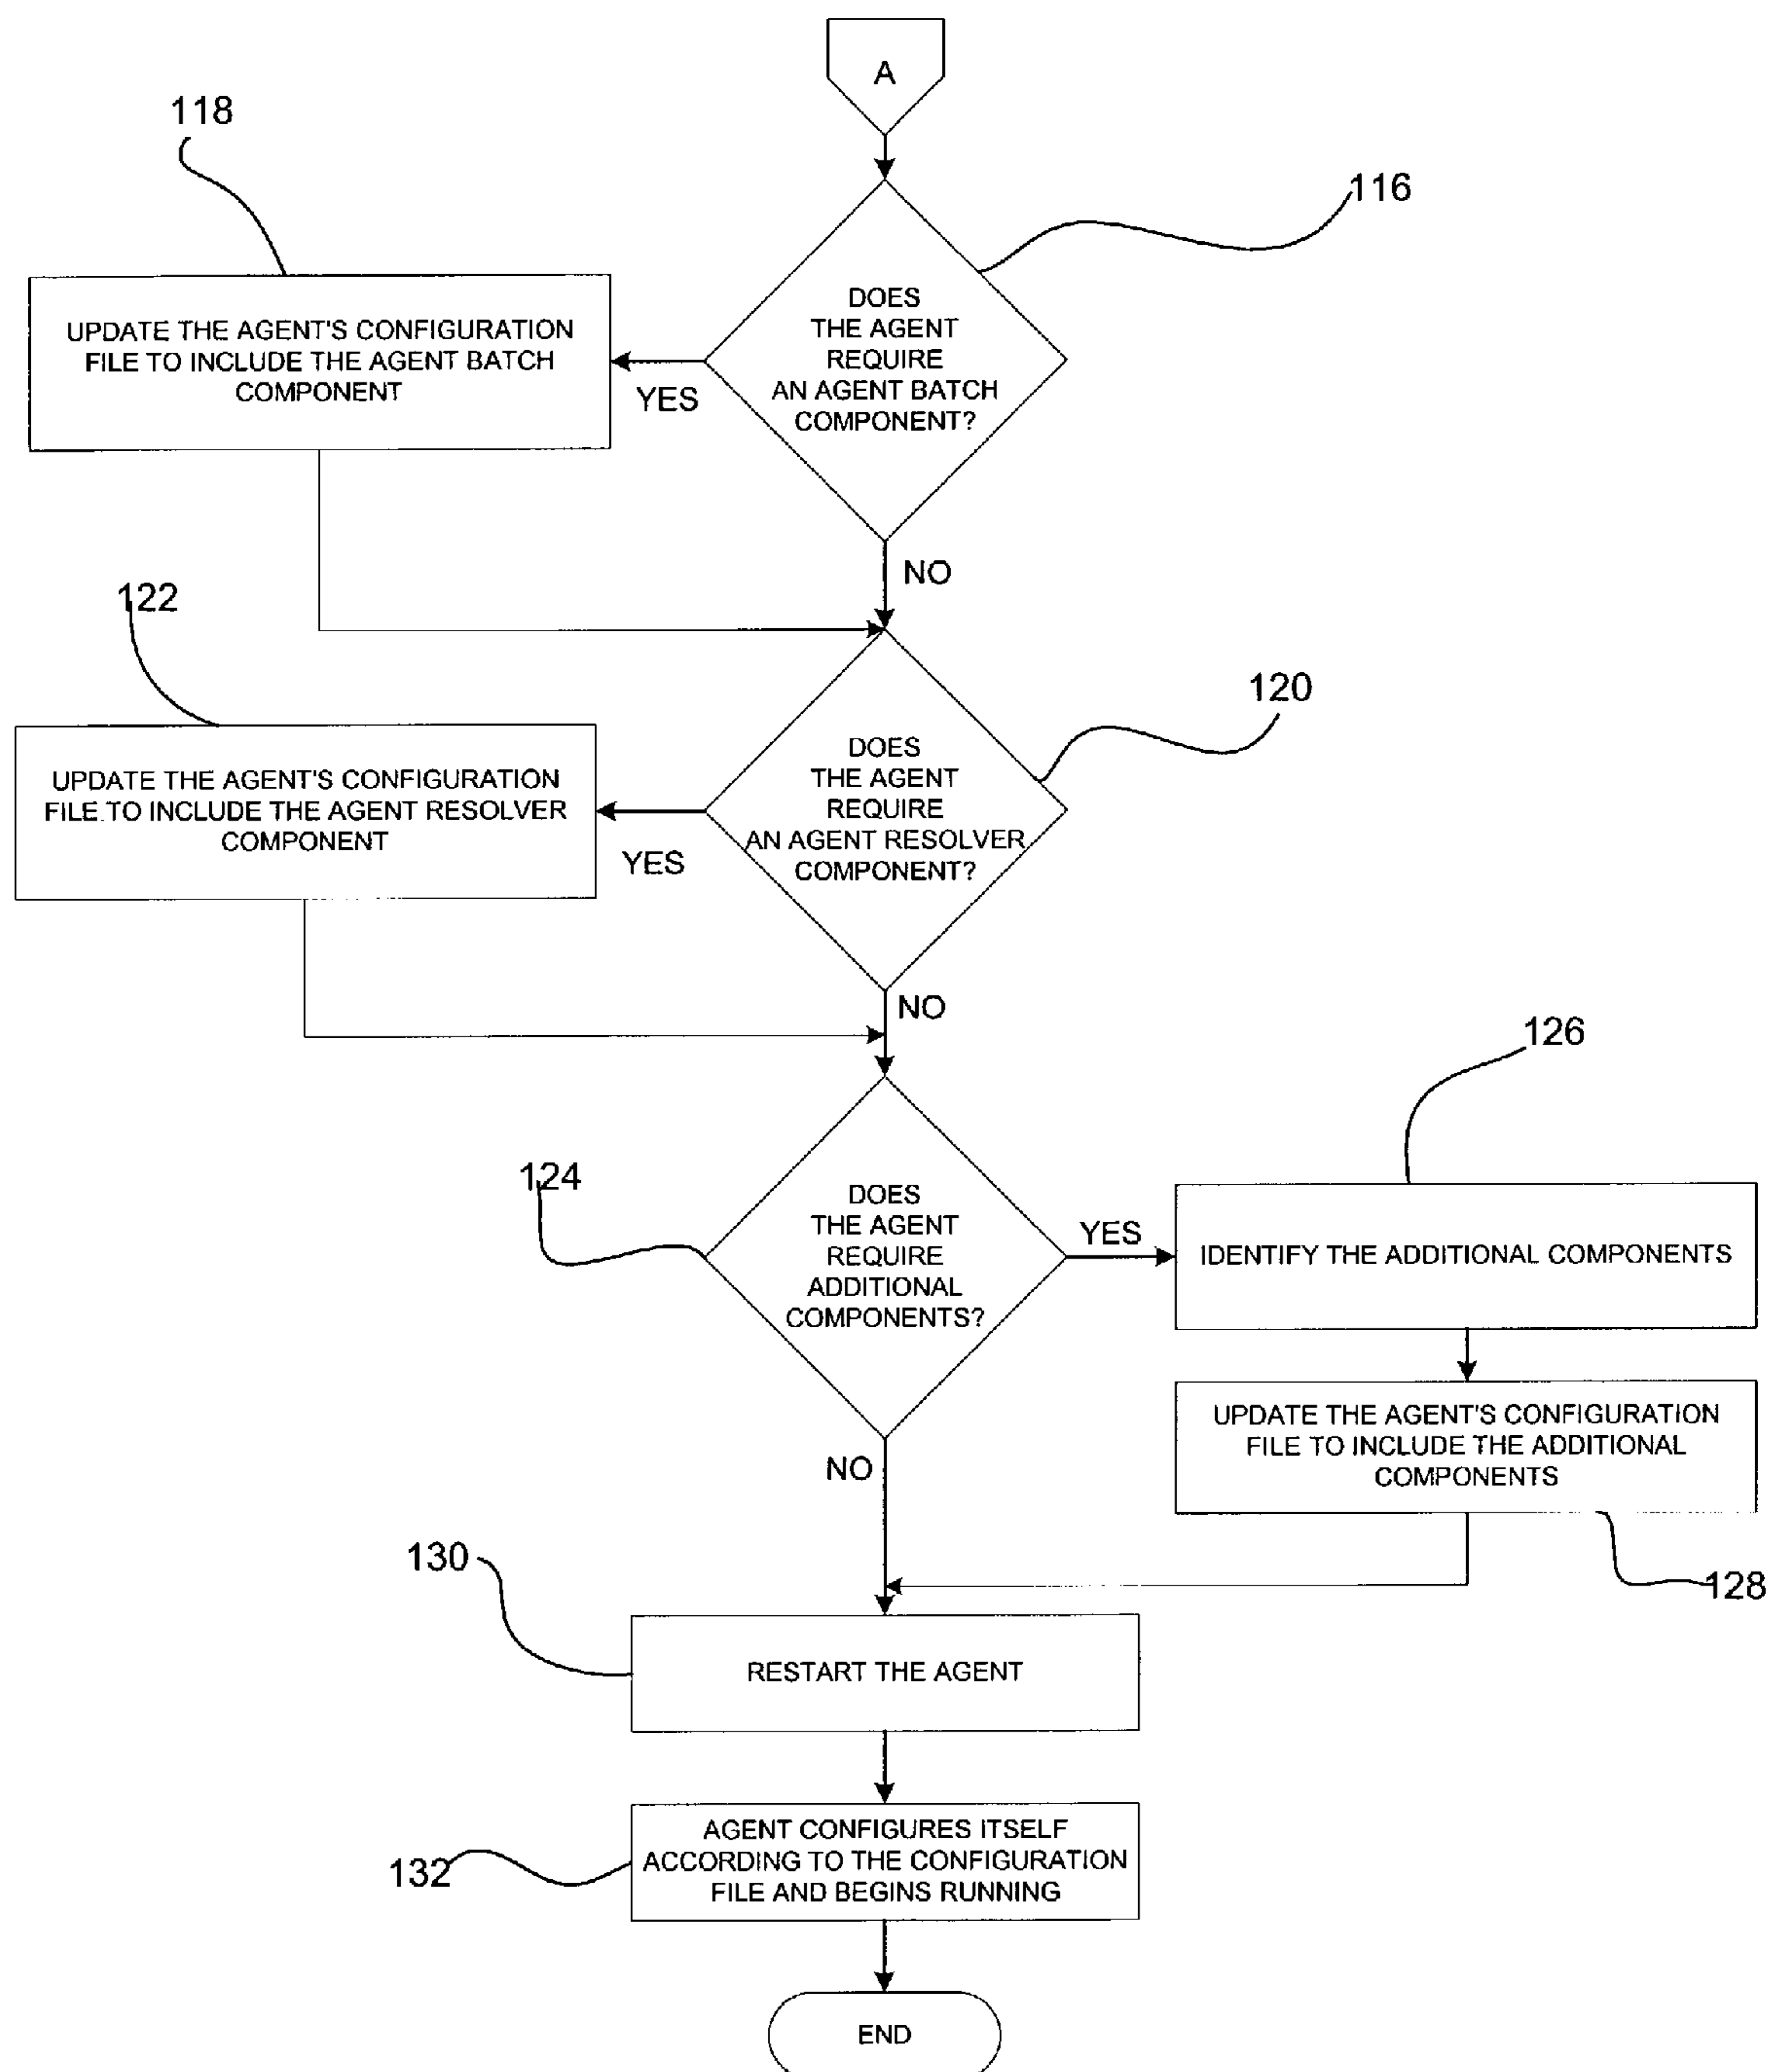 A
118
116
DOES
THE AGENT
REQUIRE
AN AGENT BATCH
COMPONENT?
UPDATE THE AGENT'S CONFIGURATION
FILE TO INCLUDE THE AGENT BATCH
COMPONENT
YES
NO
122
120
DOES
THE AGENT
REQUIRE
AN AGENT RESOLVER
COMPONENT?
UPDATE THE AGENT'S CONFIGURATION
FILE TO INCLUDE THE AGENT RESOLVER
COMPONENT
YES
NO
126
124
DOES
THE AGENT
REQUIRE
ADDITIONAL
COMPONENTS?
YES
IDENTIFY THE ADDITIONAL COMPONENTS
UPDATE THE AGENT'S CONFIGURATION
FILE TO INCLUDE THE ADDITIONAL
COMPONENTS
NO
130
128
RESTART THE AGENT
132
AGENT CONFIGURES ITSELF
ACCORDING TO THE CONFIGURATION
FILE AND BEGINS RUNNING
END